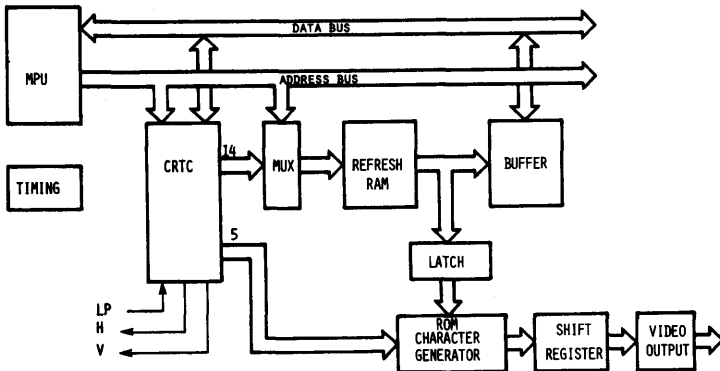 DATA BUS
MPU
ADDRESS BUS
14
CRTC
MUX
REFRESH
RAM
BUFFER
TIMING
5
LATCH
LP
H
V
ROM
CHARACTER
GENERATOR
SHIFT
REGISTER
VIDEO
OUTPUT